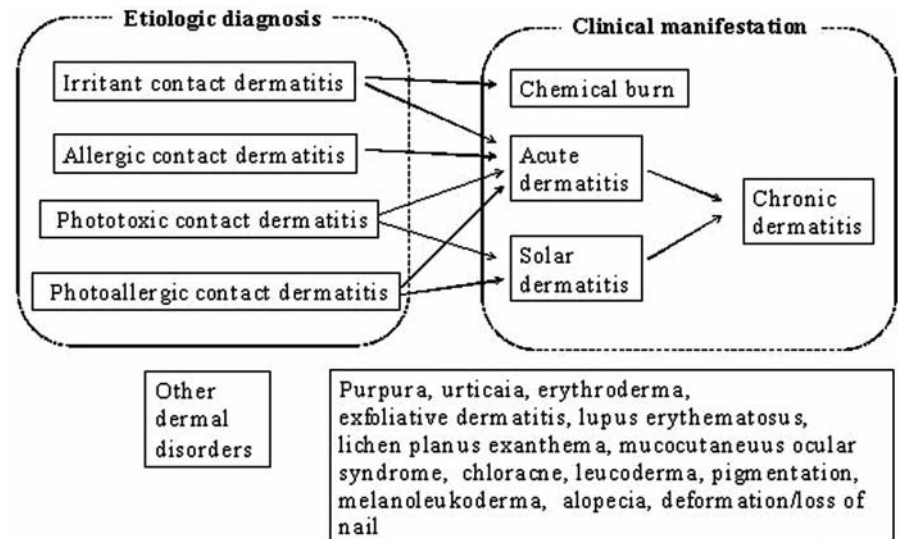 Etiologic diagnosis
Irritant contact dermatitis
Allergic contact dermatitis
Phototoxic contact dermatitis
Photoallergic contact dermatitis
Clinical manifestation
Chemical burn
Acute
dermatitis
Solar
dermatitis
Chronic
dermatitis
Other
dermal
disorders
Purpura, urticaia, erythroderma,
exfoliative dermatitis, lupus erythematosus,
lichen planus exanthema, mucocutaneuus ocular
syndrome, chloracne, leucoderma, pigmentation,
melanoleukoderma, alopecia, deformation/loss of
nail